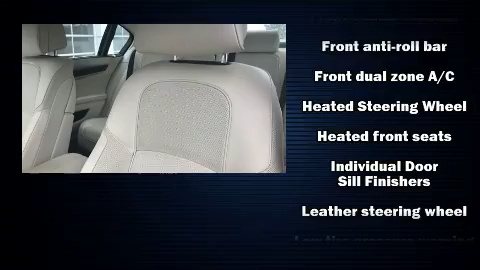 Front anti-roll bar
Front dual zone A/C
Heated Steering Wheel
Heated front seats
Individual Door
Sill Finishers
Leather steering wheel